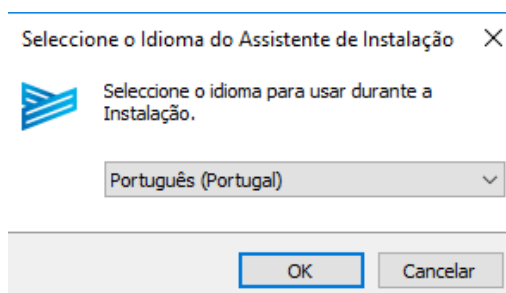 Seleccione o Idioma do Assistente de Instalação
Seleccione o idioma para usar durante a
Instalação.
Português (Portugal)
OK
Cancelar